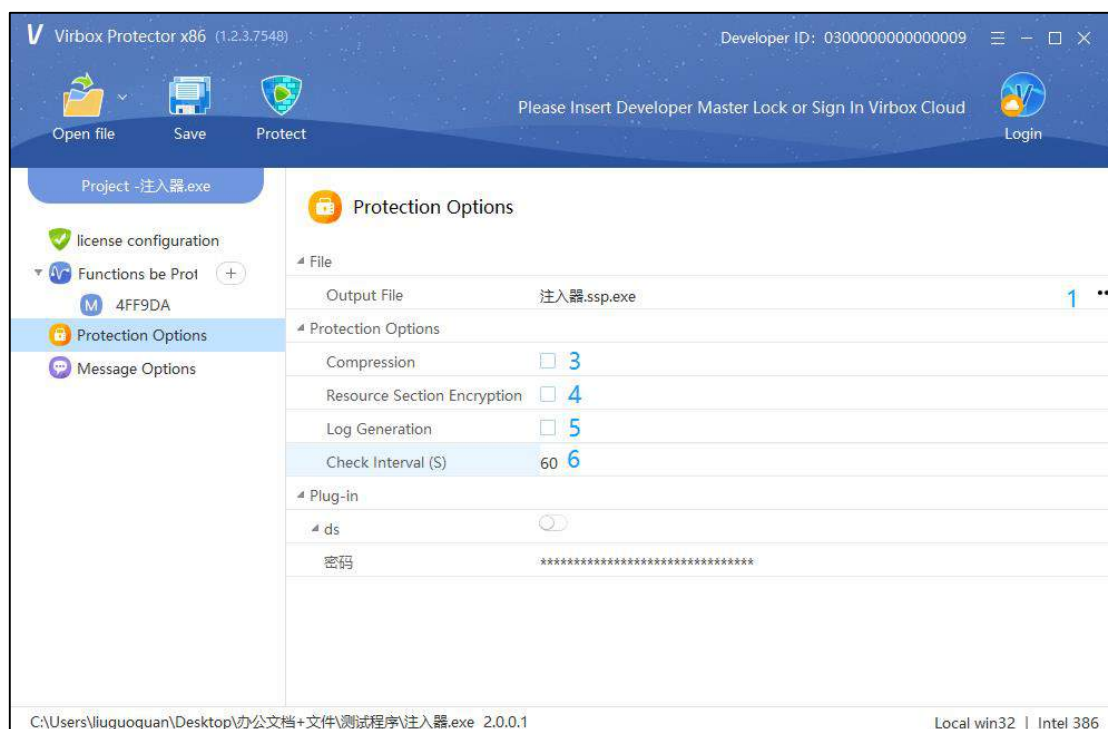 V Virbox Protector x86 (1.2.3.7548) Developer ID: 0300000000000009
Please Insert Developer Master Lock or Sign In Virbox Cloud
Open file Save Protect Login
Project -注入器.exe
Protection Options
license configuration
File
Functions be Prot
Output File 注入器.ssp.exe 1
M 4FF9DA
Protection Options
Protection Options
Compression 3
Message Options
Resource Section Encryption 4
Log Generation 5
Check Interval (S) 60 6
Plug-in
ds
密码 ********************************
C:\Users\liuguoquan\Desktop\办公文档+文件\测试程序\注入器.exe 2.0.0.1 Local win32 | Intel 386